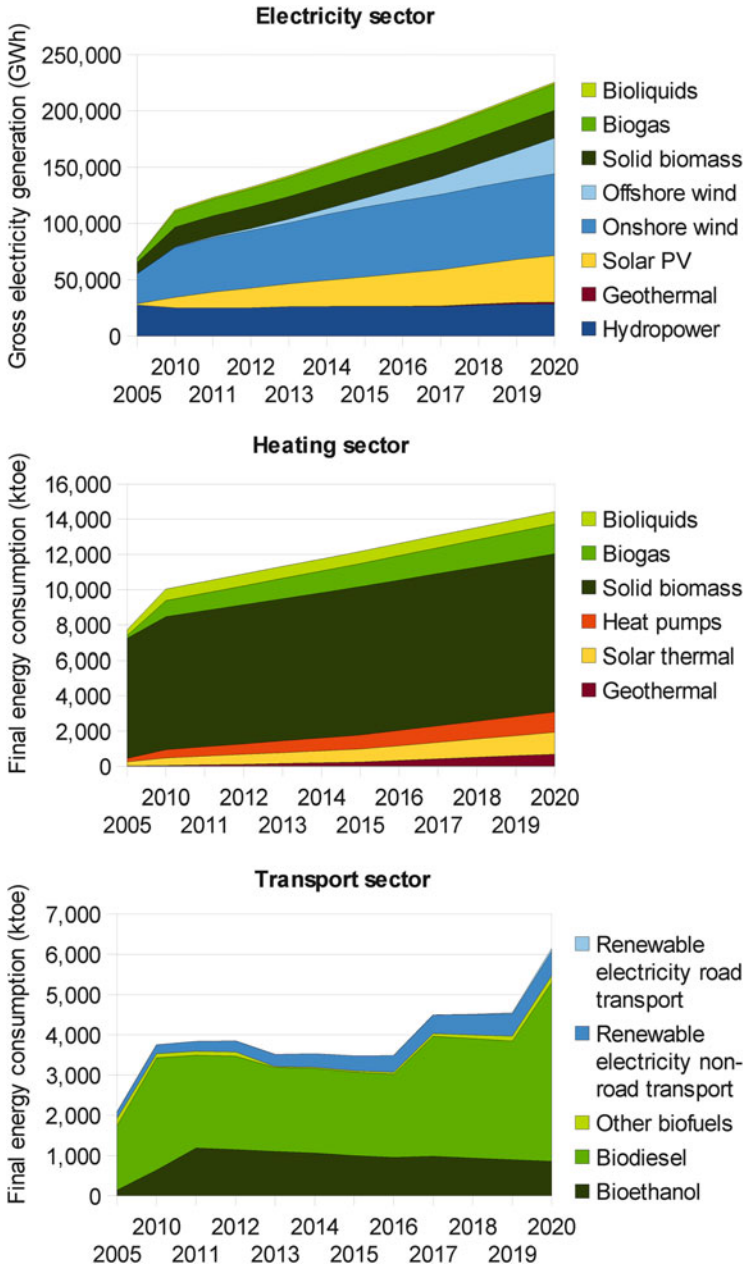 Electricity sector
Gross electricity generation (GWh)
250,000
200,000
150,000
100,000
50,000
0
2010 2012 2014 2016 2018 2020
2005 2011 2013 2015 2017 2019
Bioliquids
Biogas
Solid biomass
Offshore wind
Onshore wind
Solar PV
Geothermal
Hydropower
Heating sector
Final energy consumption (ktoe)
16,000
14,000
12,000
10,000
8,000
6,000
4,000
2,000
0
2010 2012 2014 2016 2018 2020
2005 2011 2013 2015 2017 2019
Bioliquids
Biogas
Solid biomass
Heat pumps
Solar thermal
Geothermal
Transport sector
Final energy consumption (ktoe)
7,000
6,000
5,000
4,000
3,000
2,000
1,000
0
2010 2012 2014 2016 2018 2020
2005 2011 2013 2015 2017 2019
Renewable
electricity road
transport
Renewable
electricity non-
road transport
Other biofuels
Biodiesel
Bioethanol